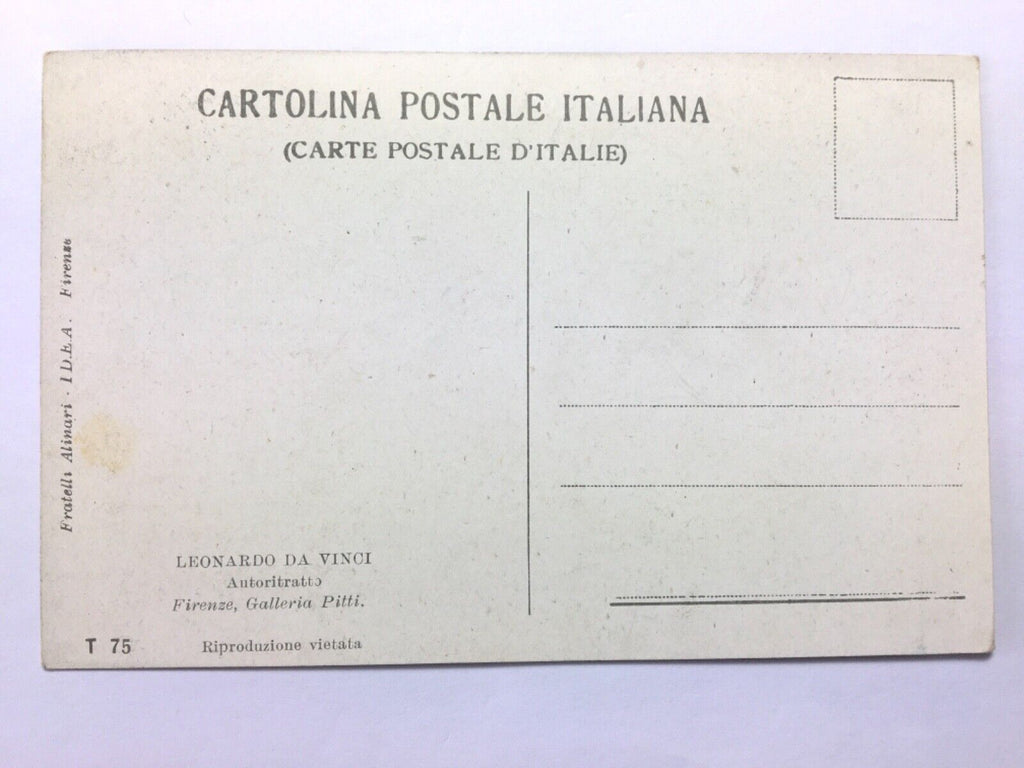 CARTOLINA POSTALE ITALIANA
(CARTE POSTALE D'ITALIE)
Fratelli Alinari · I.D.E.A. Firenze
LEONARDO DA VINCI
Autoritratto
Firenze, Galleria Pitti.
T 75
Riproduzione vietata